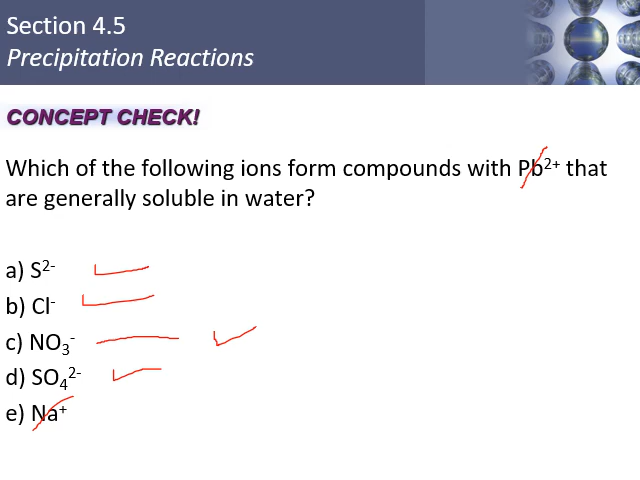 Section 4.5
Precipitation Reactions
CONCEPT CHECK!
Which of the following ions form compounds with Pb²⁺ that
are generally soluble in water?
a) S²⁻
b) Cl⁻
c) NO₃⁻
d) SO₄²⁻
e) Na⁺